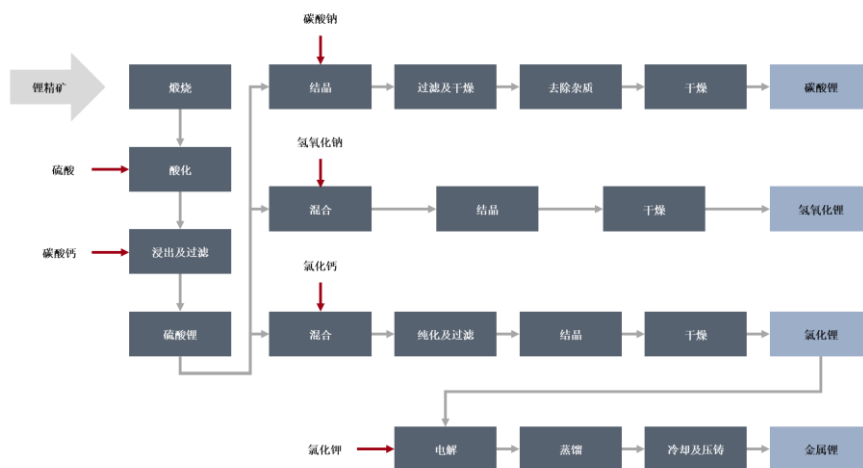 碳酸钠
锂精矿
煅烧
结晶
过滤及干燥
去除杂质
干燥
碳酸锂
硫酸
酸化
氢氧化钠
混合
结晶
干燥
氢氧化锂
碳酸钙
浸出及过滤
氯化钙
硫酸锂
混合
纯化及过滤
结晶
干燥
氯化锂
氯化钾
电解
蒸馏
冷却及压铸
金属锂